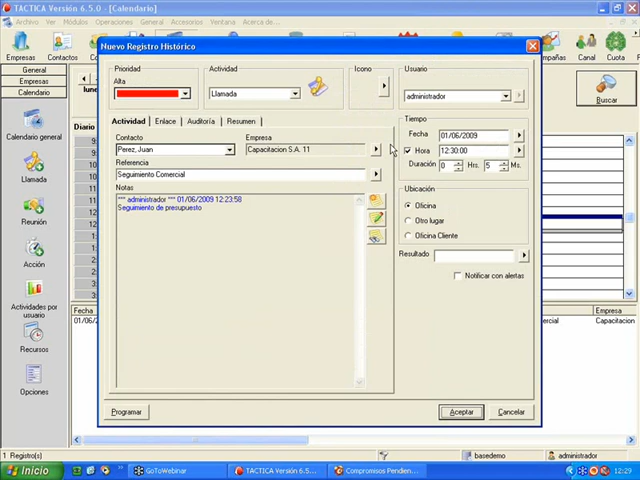 TACTICA Versión 6.5.0 - [Calendario]
Archivo Ver Módulos Operaciones Accesorios Ventana Acerca de...
Empresas
Contactos
Campañas
Canal
Cuenta
General
Empresas
Calendario
Calendario general
Llamada
Reunión
Acción
Actividades por
usuario
Recursos
Opciones
Buscar
Diario
Nuevo Registro Histórico
Prioridad
Alta
Actividad
Llamada
Icono
Usuario
administrador
Actividad Enlace Auditoría Resumen
Contacto
Perez, Juan
Empresa
Capacitacion S.A. 11
Referencia
Seguimiento Comercial
Notas
*** administrador *** 01/06/2009 12:23:58
Seguimiento de presupuesto
Tiempo
Fecha 01/06/2009
Hora 12:30:00
Duración 0 Hrs. 5 Ms.
Ubicación
Oficina
Otro lugar
Oficina Cliente
Resultado
Notificar con alertas
Programar
Aceptar
Cancelar
Fecha
Empresa
Capacitacion
1 Registro(s)
basedemo
administrador
Inicio
GoToWebinar
TACTICA Versión 6.5....
Compromisos Pendien...
12:29